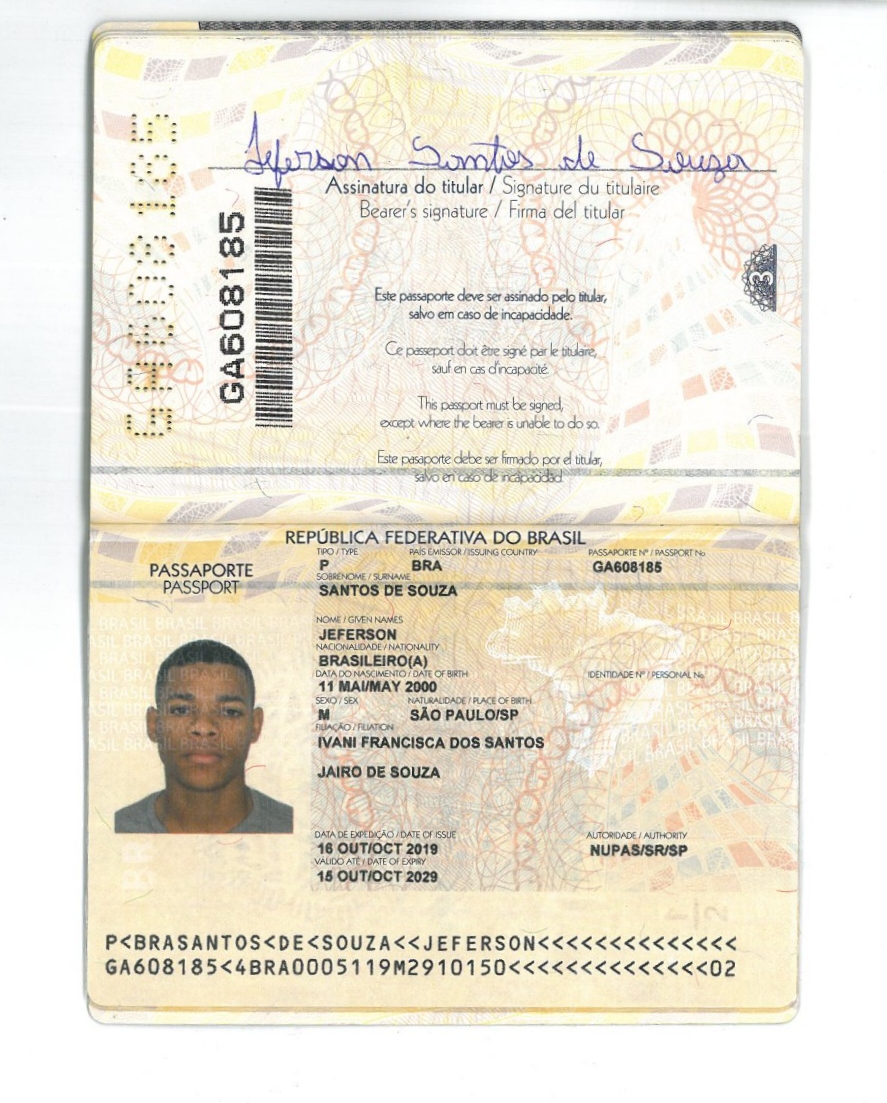 GA608185
Jeferson Santos de Souza
Assinatura do titular / Signature du titulaire
Bearer's signature / Firma del titular
GA608185
3
Este passaporte deve ser assinado pelo titular,
salvo em caso de incapacidade.
Ce passeport doit être signé par le titulaire,
sauf en cas d'incapacité.
This passport must be signed,
except where the bearer is unable to do so.
Este pasaporte debe ser firmado por el titular,
salvo en caso de incapacidad.
REPÚBLICA FEDERATIVA DO BRASIL
PASSAPORTE
PASSPORT
TIPO / TYPE PAÍS EMISSOR / ISSUING COUNTRY PASSAPORTE Nº / PASSPORT No
P BRA GA608185
SOBRENOME / SURNAME
SANTOS DE SOUZA
NOME / GIVEN NAMES
JEFERSON
NACIONALIDADE / NATIONALITY
BRASILEIRO(A)
DATA DO NASCIMENTO / DATE OF BIRTH IDENTIDADE Nº / PERSONAL No
11 MAI/MAY 2000
SEXO / SEX NATURALIDADE / PLACE OF BIRTH
M SÃO PAULO/SP
FILIAÇÃO / FILIATION
IVANI FRANCISCA DOS SANTOS
JAIRO DE SOUZA
DATA DE EXPEDIÇÃO / DATE OF ISSUE AUTORIDADE / AUTHORITY
16 OUT/OCT 2019 NUPAS/SR/SP
VÁLIDO ATÉ / DATE OF EXPIRY
15 OUT/OCT 2029
P<BRASANTOS<DE<SOUZA<<JEFERSON<<<<<<<<<<<<<<
GA608185<4BRA0005119M2910150<<<<<<<<<<<<<<02